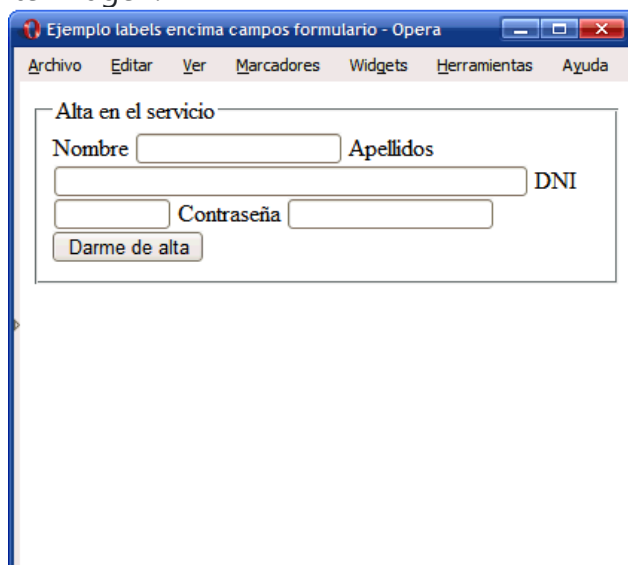 Ejemplo labels encima campos formulario - Opera
Archivo Editar Ver Marcadores Widgets Herramientas Ayuda
Alta en el servicio
Nombre Apellidos
DNI
Contraseña
Darme de alta